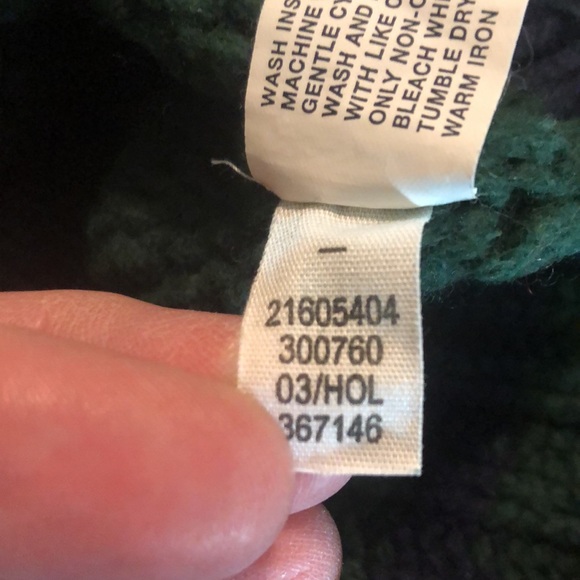 WASH INS
MACHINE
GENTLE CY
WASH AND
WITH LIKE
ONLY NON-
BLEACH WH
TUMBLE DRY
WARM IRON
–
21605404
300760
03/HOL
367146